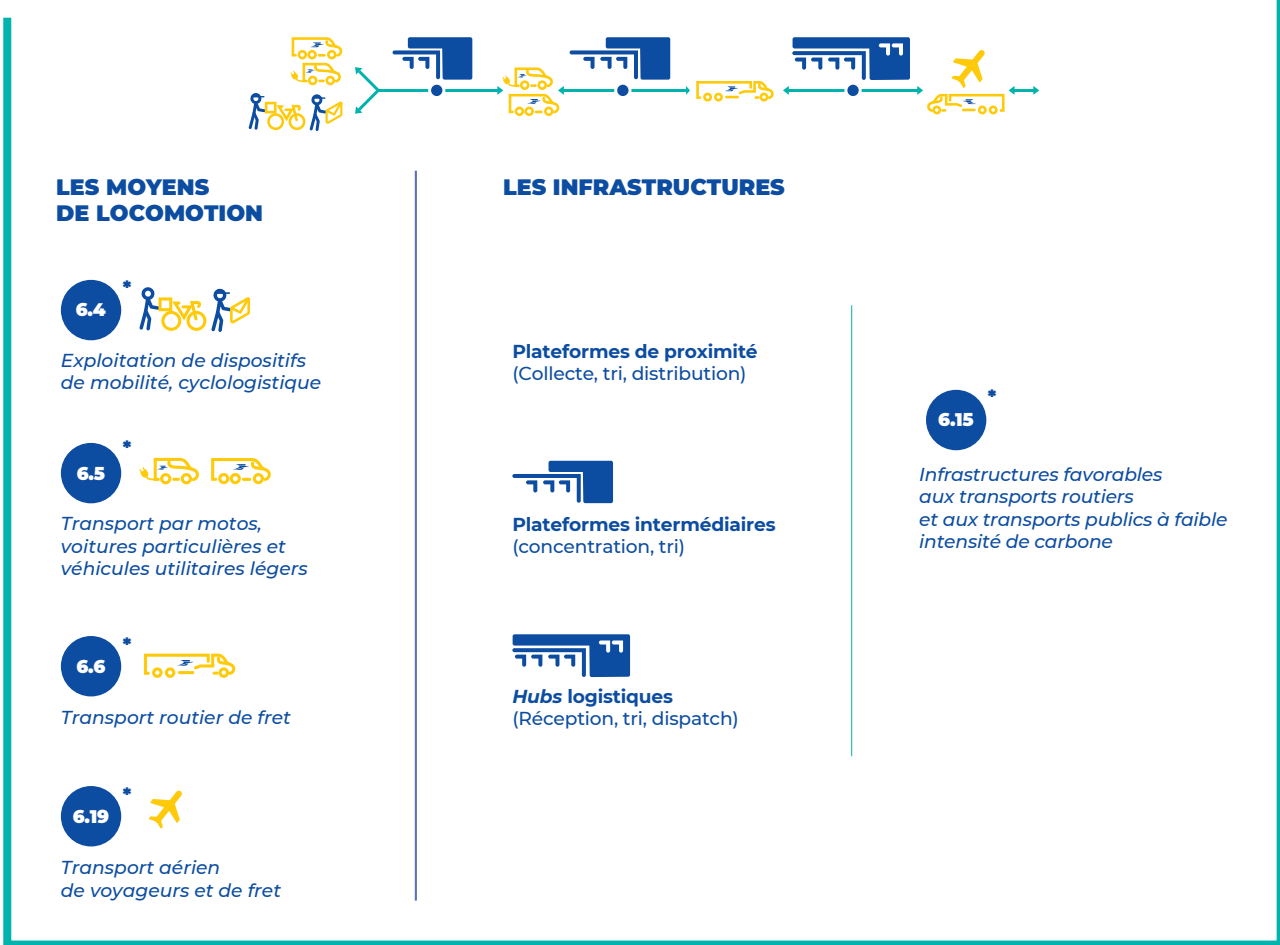 LES MOYENS
DE LOCOMOTION
6.4*
Exploitation de dispositifs
de mobilité, cyclologistique
6.5*
Transport par motos,
voitures particulières et
véhicules utilitaires légers
6.6*
Transport routier de fret
6.19*
Transport aérien
de voyageurs et de fret
LES INFRASTRUCTURES
Plateformes de proximité
(Collecte, tri, distribution)
Plateformes intermédiaires
(concentration, tri)
Hubs logistiques
(Réception, tri, dispatch)
6.15*
Infrastructures favorables
aux transports routiers
et aux transports publics à faible
intensité de carbone